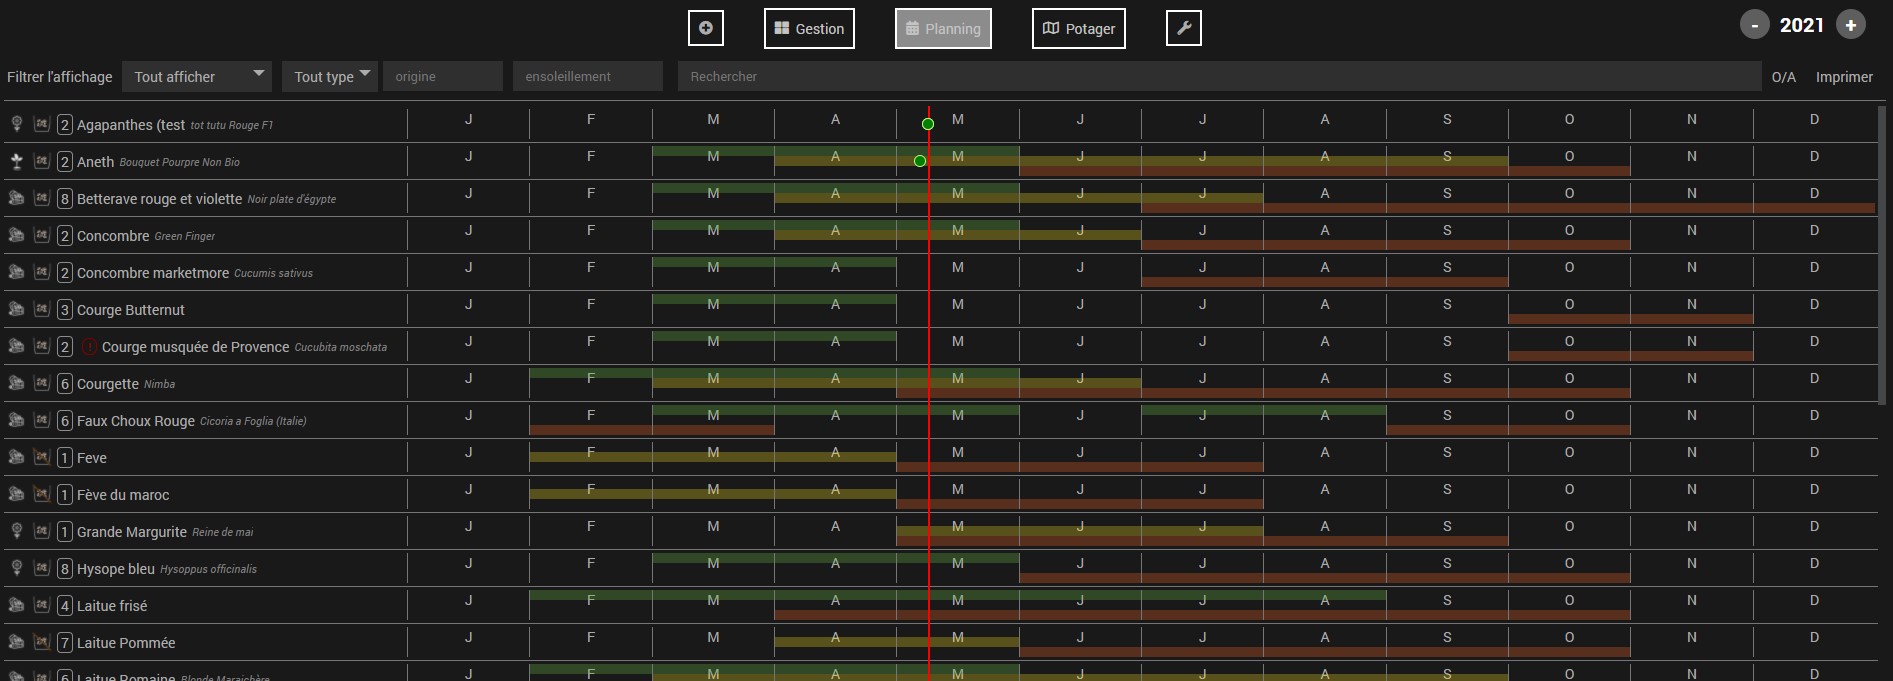 Gestion Planning Potager - 2021 +
Filtrer l'affichage Tout afficher Tout type origine ensoleillement Rechercher O/A Imprimer
2 Agapanthes (test tot tutu Rouge F1 J F M A M J J A S O N D
2 Aneth Bouquet Pourpre Non Bio J F M A M J J A S O N D
8 Betterave rouge et violette Noir plate d'égypte J F M A M J J A S O N D
2 Concombre Green Finger J F M A M J J A S O N D
2 Concombre marketmore Cucumis sativus J F M A M J J A S O N D
3 Courge Butternut J F M A M J J A S O N D
2 ! Courge musquée de Provence Cucubita moschata J F M A M J J A S O N D
6 Courgette Nimba J F M A M J J A S O N D
6 Faux Choux Rouge Cicoria a Foglia (Italie) J F M A M J J A S O N D
1 Feve J F M A M J J A S O N D
1 Fève du maroc J F M A M J J A S O N D
1 Grande Margurite Reine de mai J F M A M J J A S O N D
8 Hysope bleu Hysoppus officinalis J F M A M J J A S O N D
4 Laitue frisé J F M A M J J A S O N D
7 Laitue Pommée J F M A M J J A S O N D
6 Laitue Romaine Blonde Maraichère J F M A M J J A S O N D